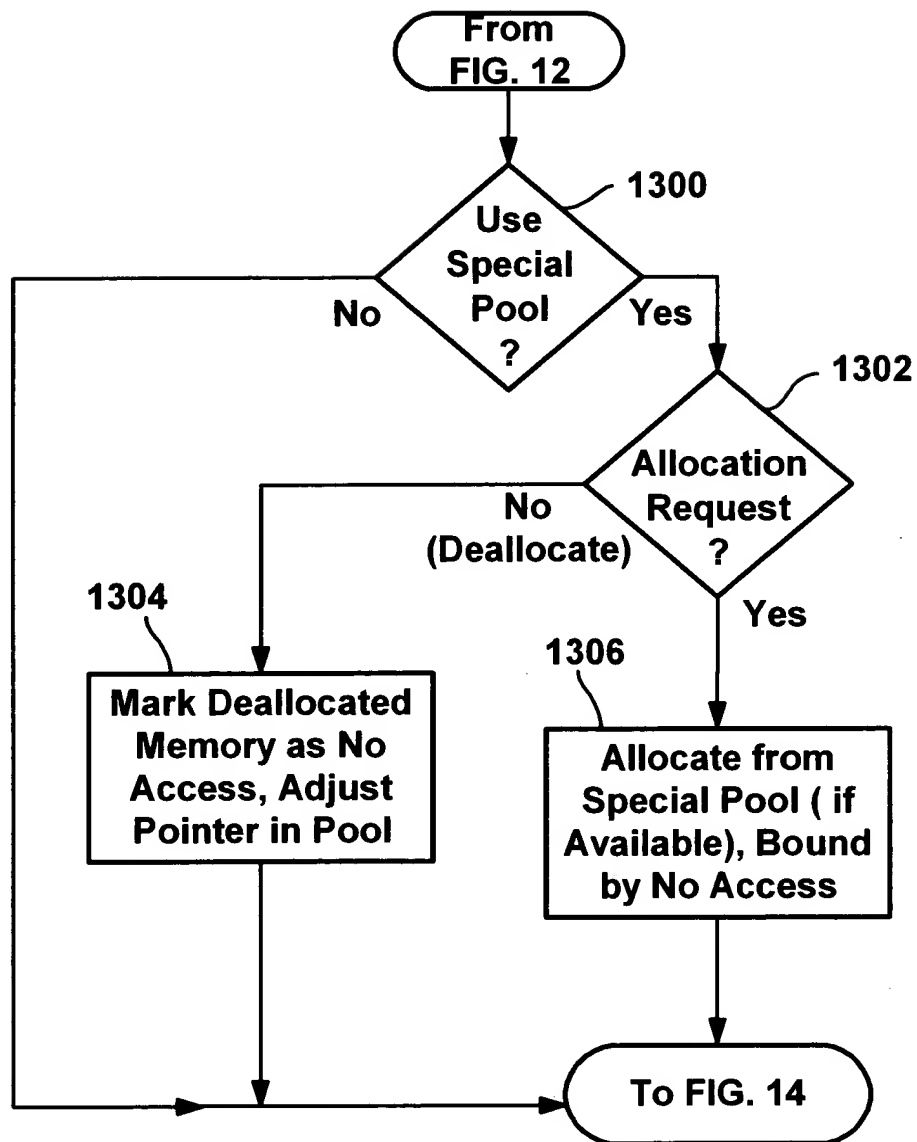 From
FIG. 12
1300
Use
Special
Pool
?
No
Yes
1302
Allocation
Request
?
No
(Deallocate)
Yes
1304
Mark Deallocated
Memory as No
Access, Adjust
Pointer in Pool
1306
Allocate from
Special Pool ( if
Available), Bound
by No Access
To FIG. 14